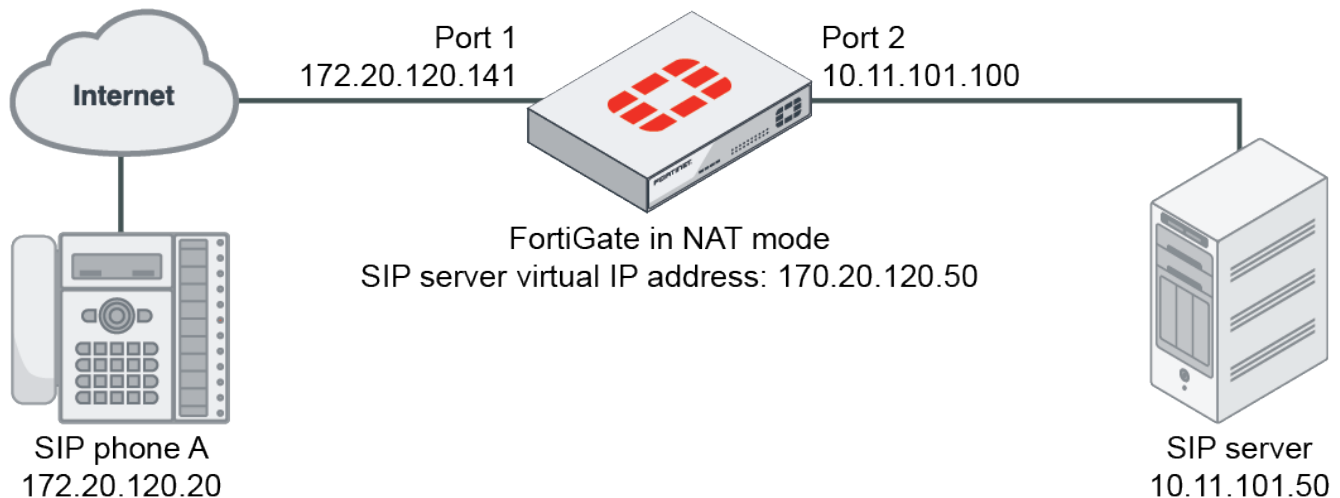 Port 1
172.20.120.141
Port 2
10.11.101.100
Internet
FORTINET
FortiGate in NAT mode
SIP server virtual IP address: 170.20.120.50
SIP phone A
172.20.120.20
SIP server
10.11.101.50